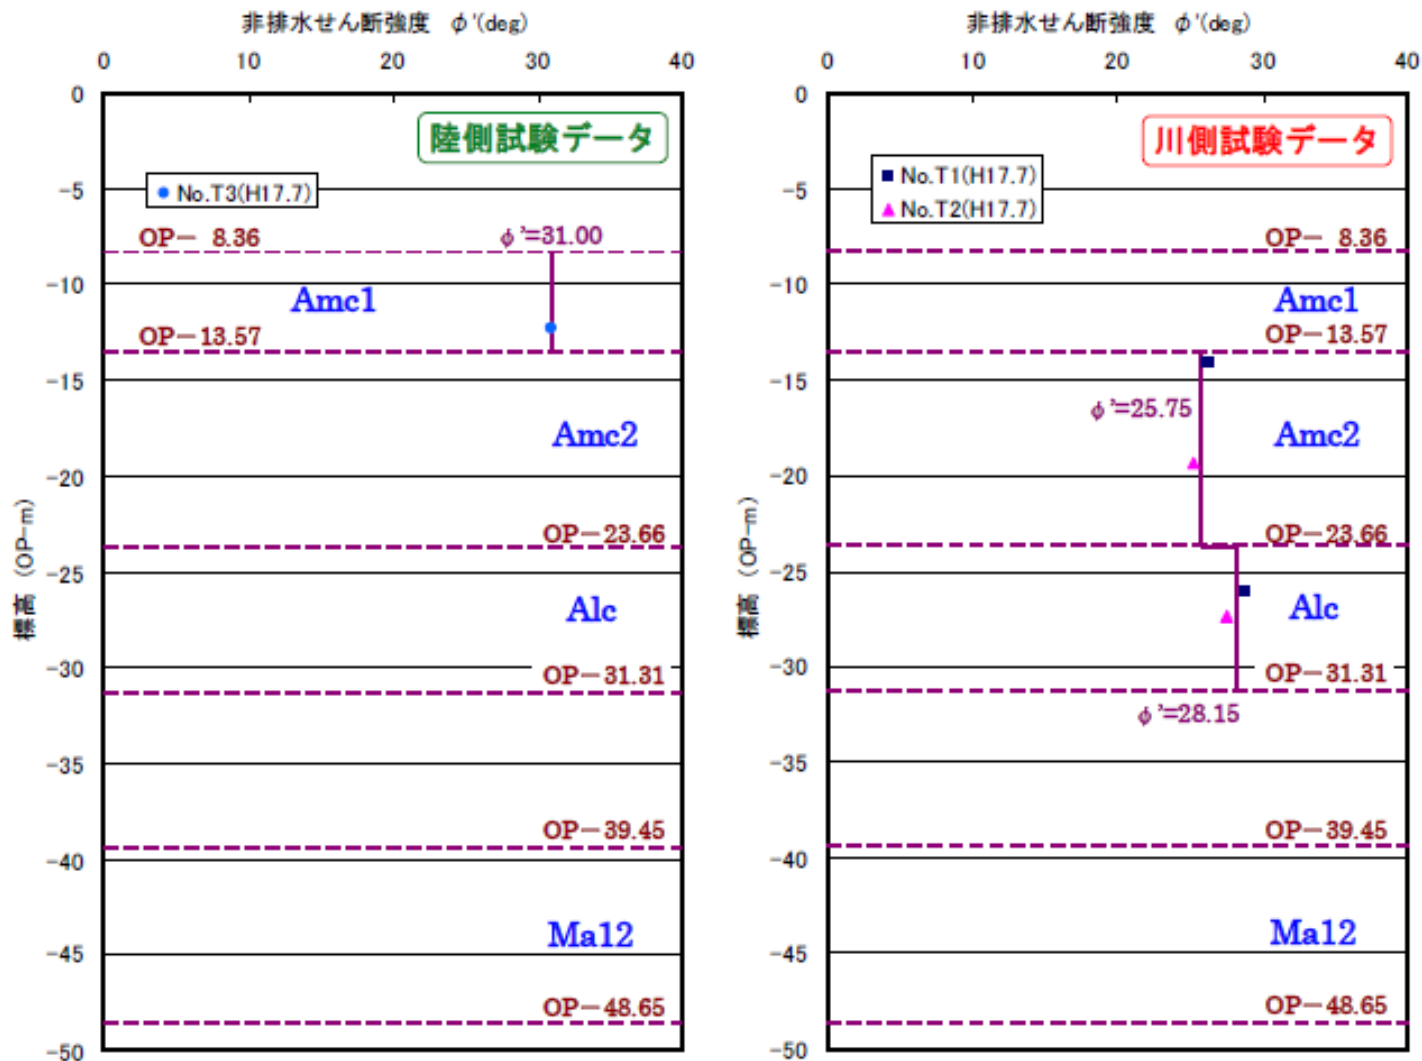 非排水せん断強度 φ'(deg)
0 10 20 30 40
陸側試験データ
No.T3(H17.7)
OP− 8.36
φ'=31.00
Amc1
OP−13.57
Amc2
OP−23.66
Alc
OP−31.31
OP−39.45
Ma12
OP−48.65
0
-5
-10
-15
-20
-25
-30
-35
-40
-45
-50
標高 (OP-m)
非排水せん断強度 φ'(deg)
0 10 20 30 40
川側試験データ
No.T1(H17.7)
No.T2(H17.7)
OP− 8.36
Amc1
OP−13.57
φ'=25.75
Amc2
OP−23.66
Alc
OP−31.31
φ'=28.15
OP−39.45
Ma12
OP−48.65
0
-5
-10
-15
-20
-25
-30
-35
-40
-45
-50
標高 (OP-m)